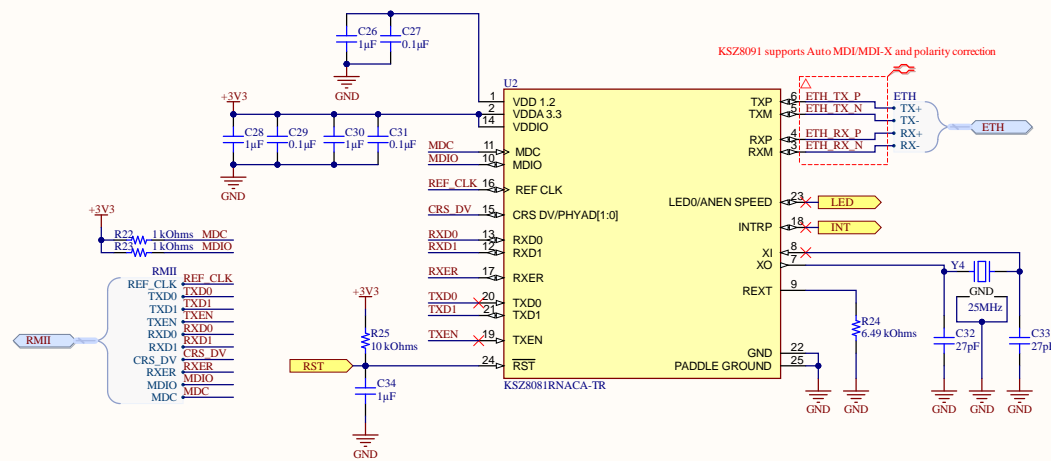 C26
1µF
C27
0.1µF
GND
KSZ8091 supports Auto MDI/MDI-X and polarity correction
+3V3
C28
1µF
C29
0.1µF
C30
1µF
C31
0.1µF
GND
U2
1 VDD 1.2
2 VDDA 3.3
14 VDDIO
MDC 11 MDC
MDIO 10 MDIO
REF_CLK 16 REF CLK
CRS_DV 15 CRS DV/PHYAD[1:0]
RXD0 13 RXD0
RXD1 12 RXD1
RXER 17 RXER
TXD0 20 TXD0
TXD1 21 TXD1
TXEN 19 TXEN
24 RST
KSZ8081RNACA-TR
TXP 6 ETH_TX_P
TXM 5 ETH_TX_N
RXP 4 ETH_RX_P
RXM 3 ETH_RX_N
ETH
TX+
TX-
RX+
RX-
ETH
LED0/ANEN SPEED 23 LED
INTRP 18 INT
XI 8
XO 7
REXT 9
GND 22
PADDLE GROUND 25
Y4
GND
25MHz
R24
6.49 kOhms
C32
27pF
C33
27pF
GND
GND
GND
GND
GND
+3V3
R22 1 kOhms MDC
R23 1 kOhms MDIO
RMII
RMII
REF_CLK REF_CLK
TXD0 TXD0
TXD1 TXD1
TXEN TXEN
RXD0 RXD0
RXD1 RXD1
CRS_DV CRS_DV
RXER RXER
MDIO MDIO
MDC MDC
+3V3
R25
10 kOhms
RST
C34
1µF
GND